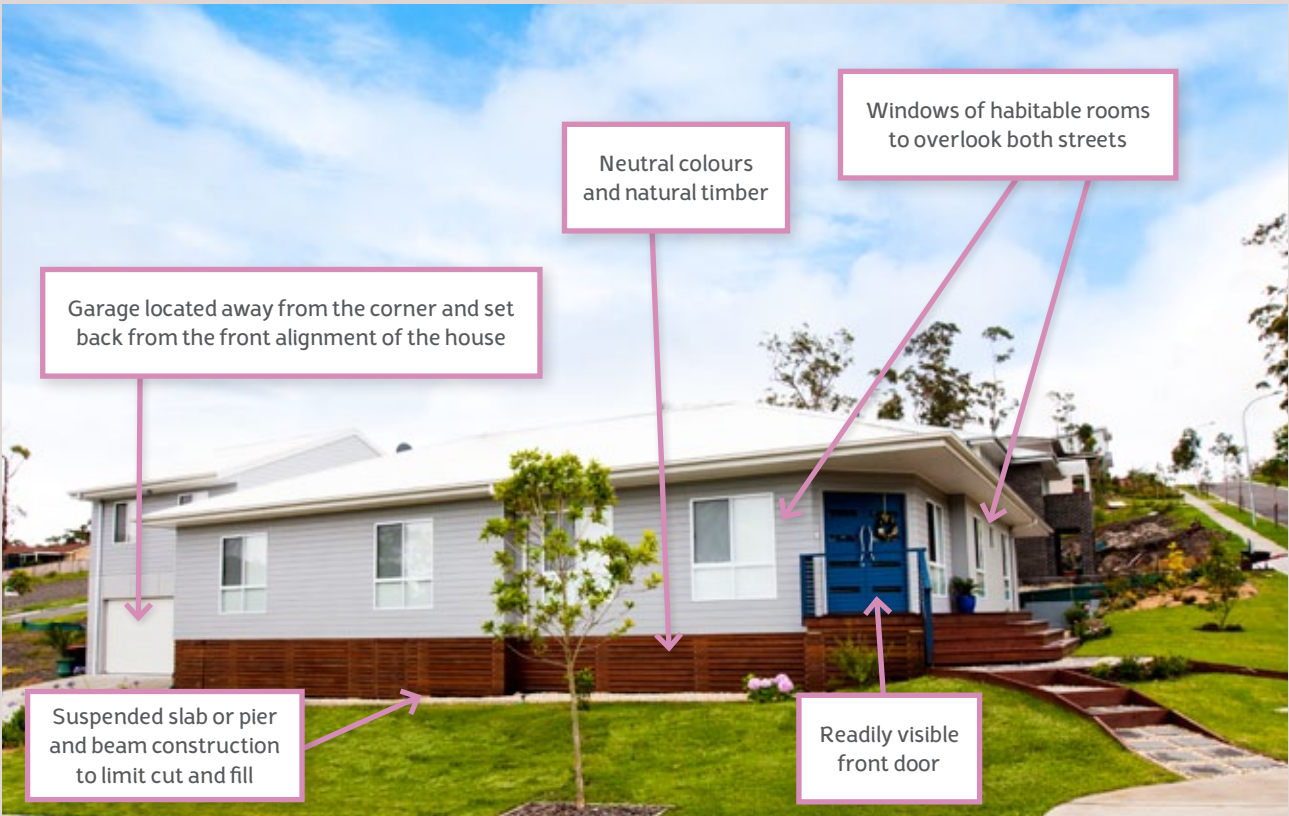 Windows of habitable rooms
to overlook both streets
Neutral colours
and natural timber
Garage located away from the corner and set
back from the front alignment of the house
Suspended slab or pier
and beam construction
to limit cut and fill
Readily visible
front door